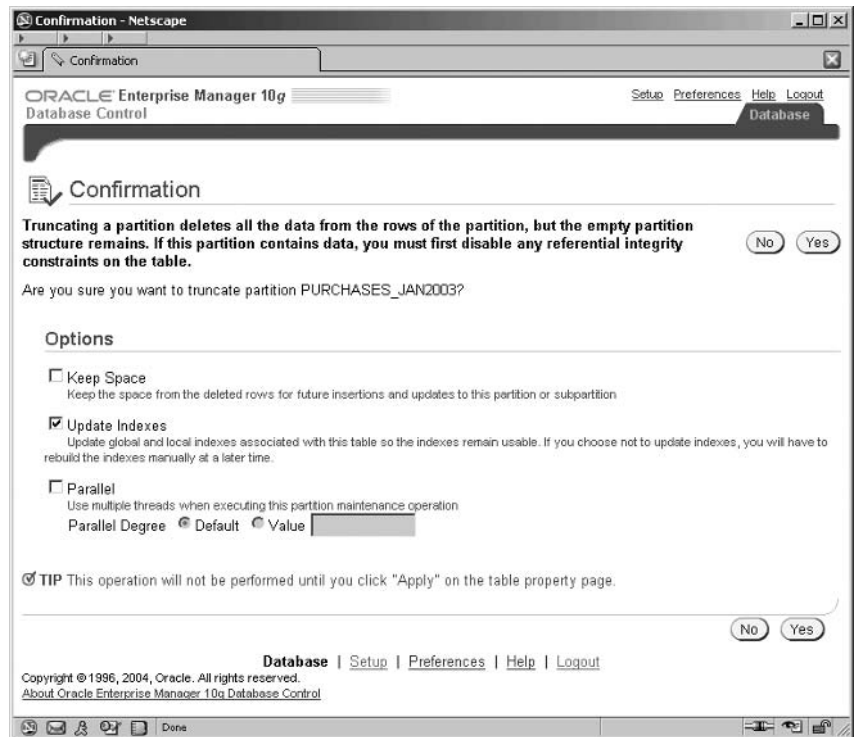 Confirmation - Netscape
Confirmation
ORACLE Enterprise Manager 10g
Database Control
Setup Preferences Help Logout
Database
Confirmation
Truncating a partition deletes all the data from the rows of the partition, but the empty partition
structure remains. If this partition contains data, you must first disable any referential integrity
constraints on the table.
No Yes
Are you sure you want to truncate partition PURCHASES_JAN2003?
Options
Keep Space
Keep the space from the deleted rows for future insertions and updates to this partition or subpartition
Update Indexes
Update global and local indexes associated with this table so the indexes remain usable. If you choose not to update indexes, you will have to
rebuild the indexes manually at a later time.
Parallel
Use multiple threads when executing this partition maintenance operation
Parallel Degree Default Value
TIP This operation will not be performed until you click "Apply" on the table property page.
No Yes
Database | Setup | Preferences | Help | Logout
Copyright © 1996, 2004, Oracle. All rights reserved.
About Oracle Enterprise Manager 10g Database Control
Done